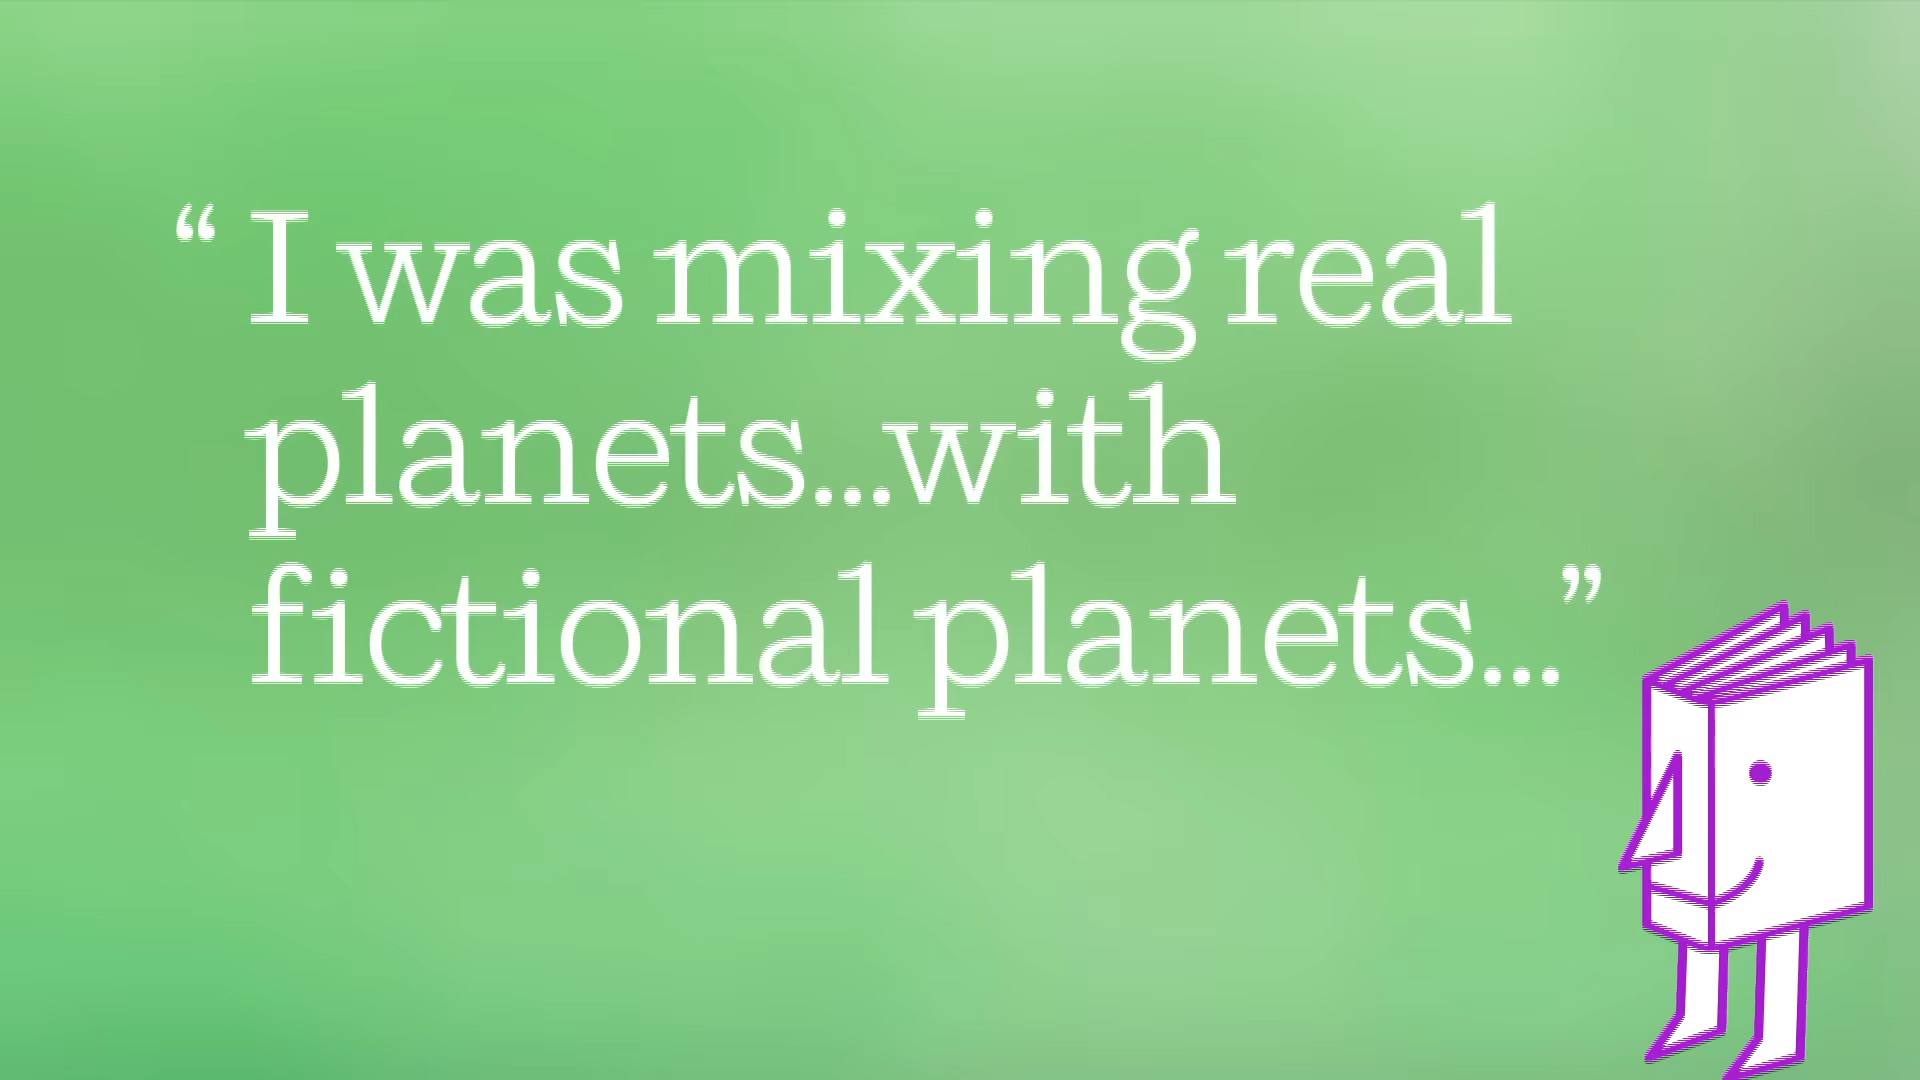 “ I was mixing real
planets...with
fictional planets...”